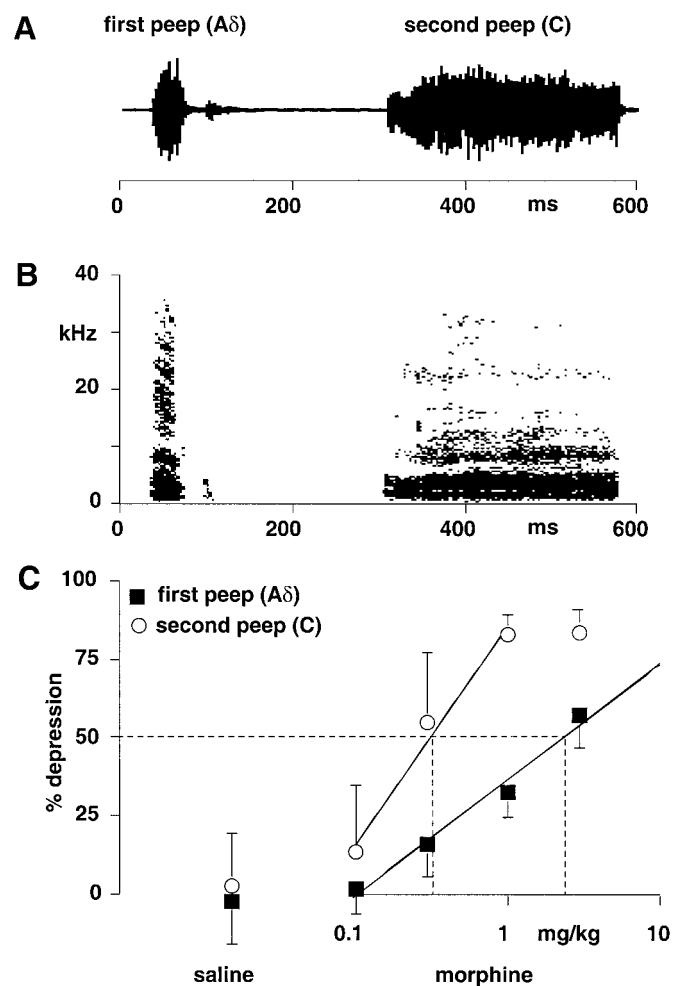 A
first peep (Aδ) second peep (C)
0 200 400 ms 600
B
40
kHz
20
0
0 200 400 ms 600
C
100
first peep (Aδ)
second peep (C)
75
50
25
0
% depression
0.1 1 mg/kg 10
saline morphine